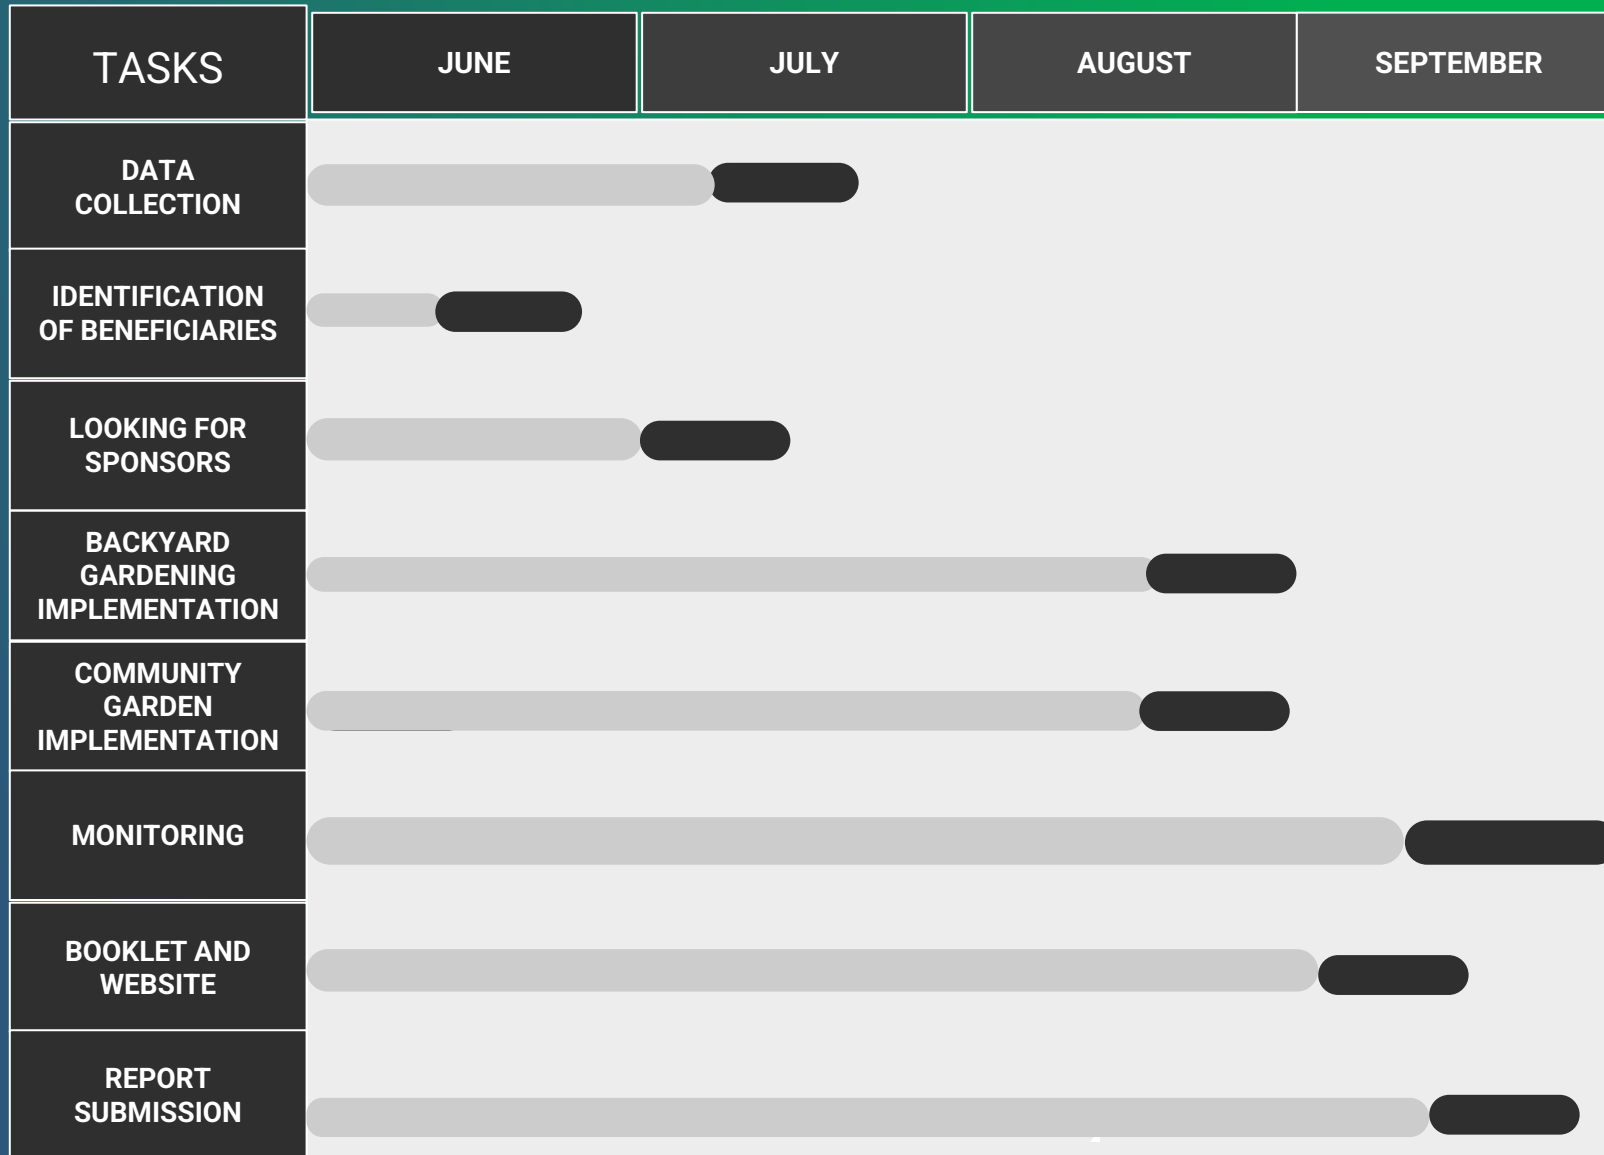 TASKS
JUNE
JULY
AUGUST
SEPTEMBER
DATA
COLLECTION
IDENTIFICATION
OF BENEFICIARIES
LOOKING FOR
SPONSORS
BACKYARD
GARDENING
IMPLEMENTATION
COMMUNITY
GARDEN
IMPLEMENTATION
MONITORING
BOOKLET AND
WEBSITE
REPORT
SUBMISSION